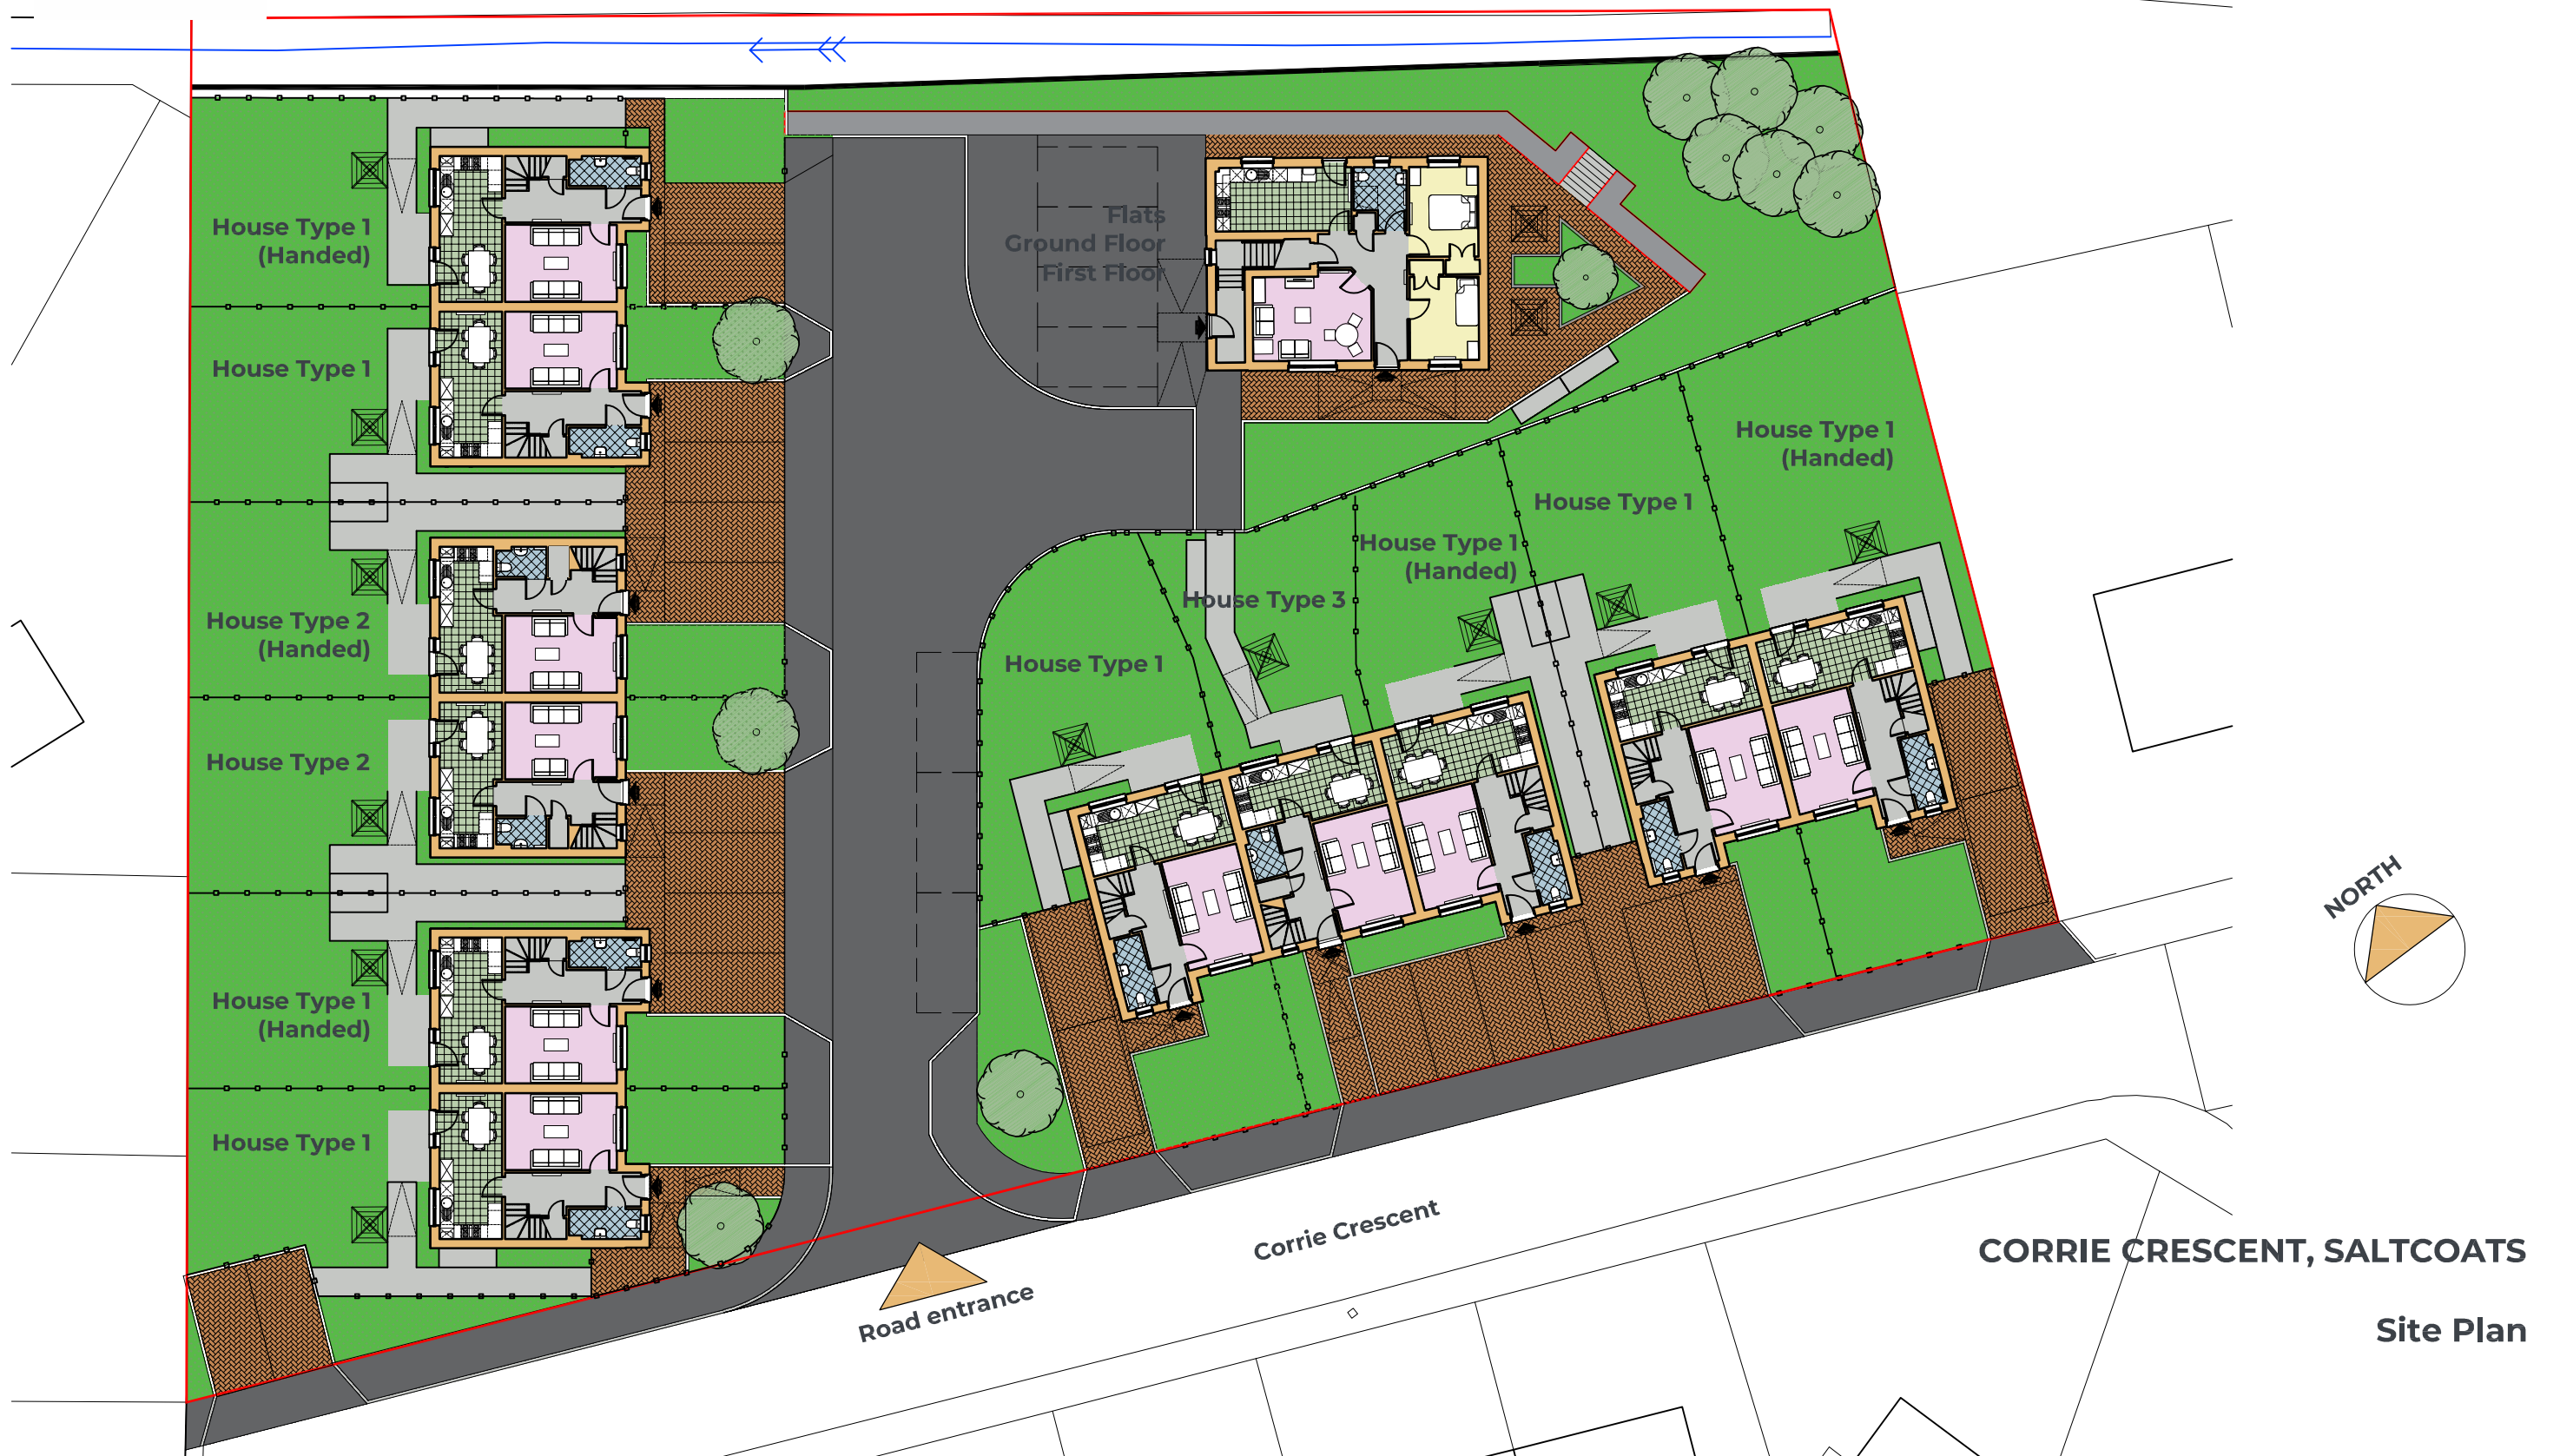 Flats
Ground Floor
First Floor
House Type 1
(Handed)
House Type 1
House Type 2
(Handed)
House Type 2
House Type 1
(Handed)
House Type 1
House Type 1
(Handed)
House Type 1
House Type 1
(Handed)
House Type 3
House Type 1
NORTH
Corrie Crescent
Road entrance
CORRIE CRESCENT, SALTCOATS
Site Plan